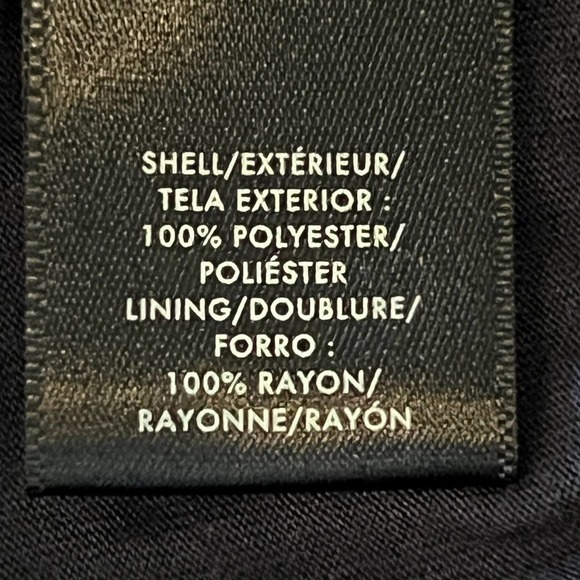 SHELL/EXTÉRIEUR/
TELA EXTERIOR :
100% POLYESTER/
POLIÉSTER
LINING/DOUBLURE/
FORRO :
100% RAYON/
RAYONNE/RAYÓN